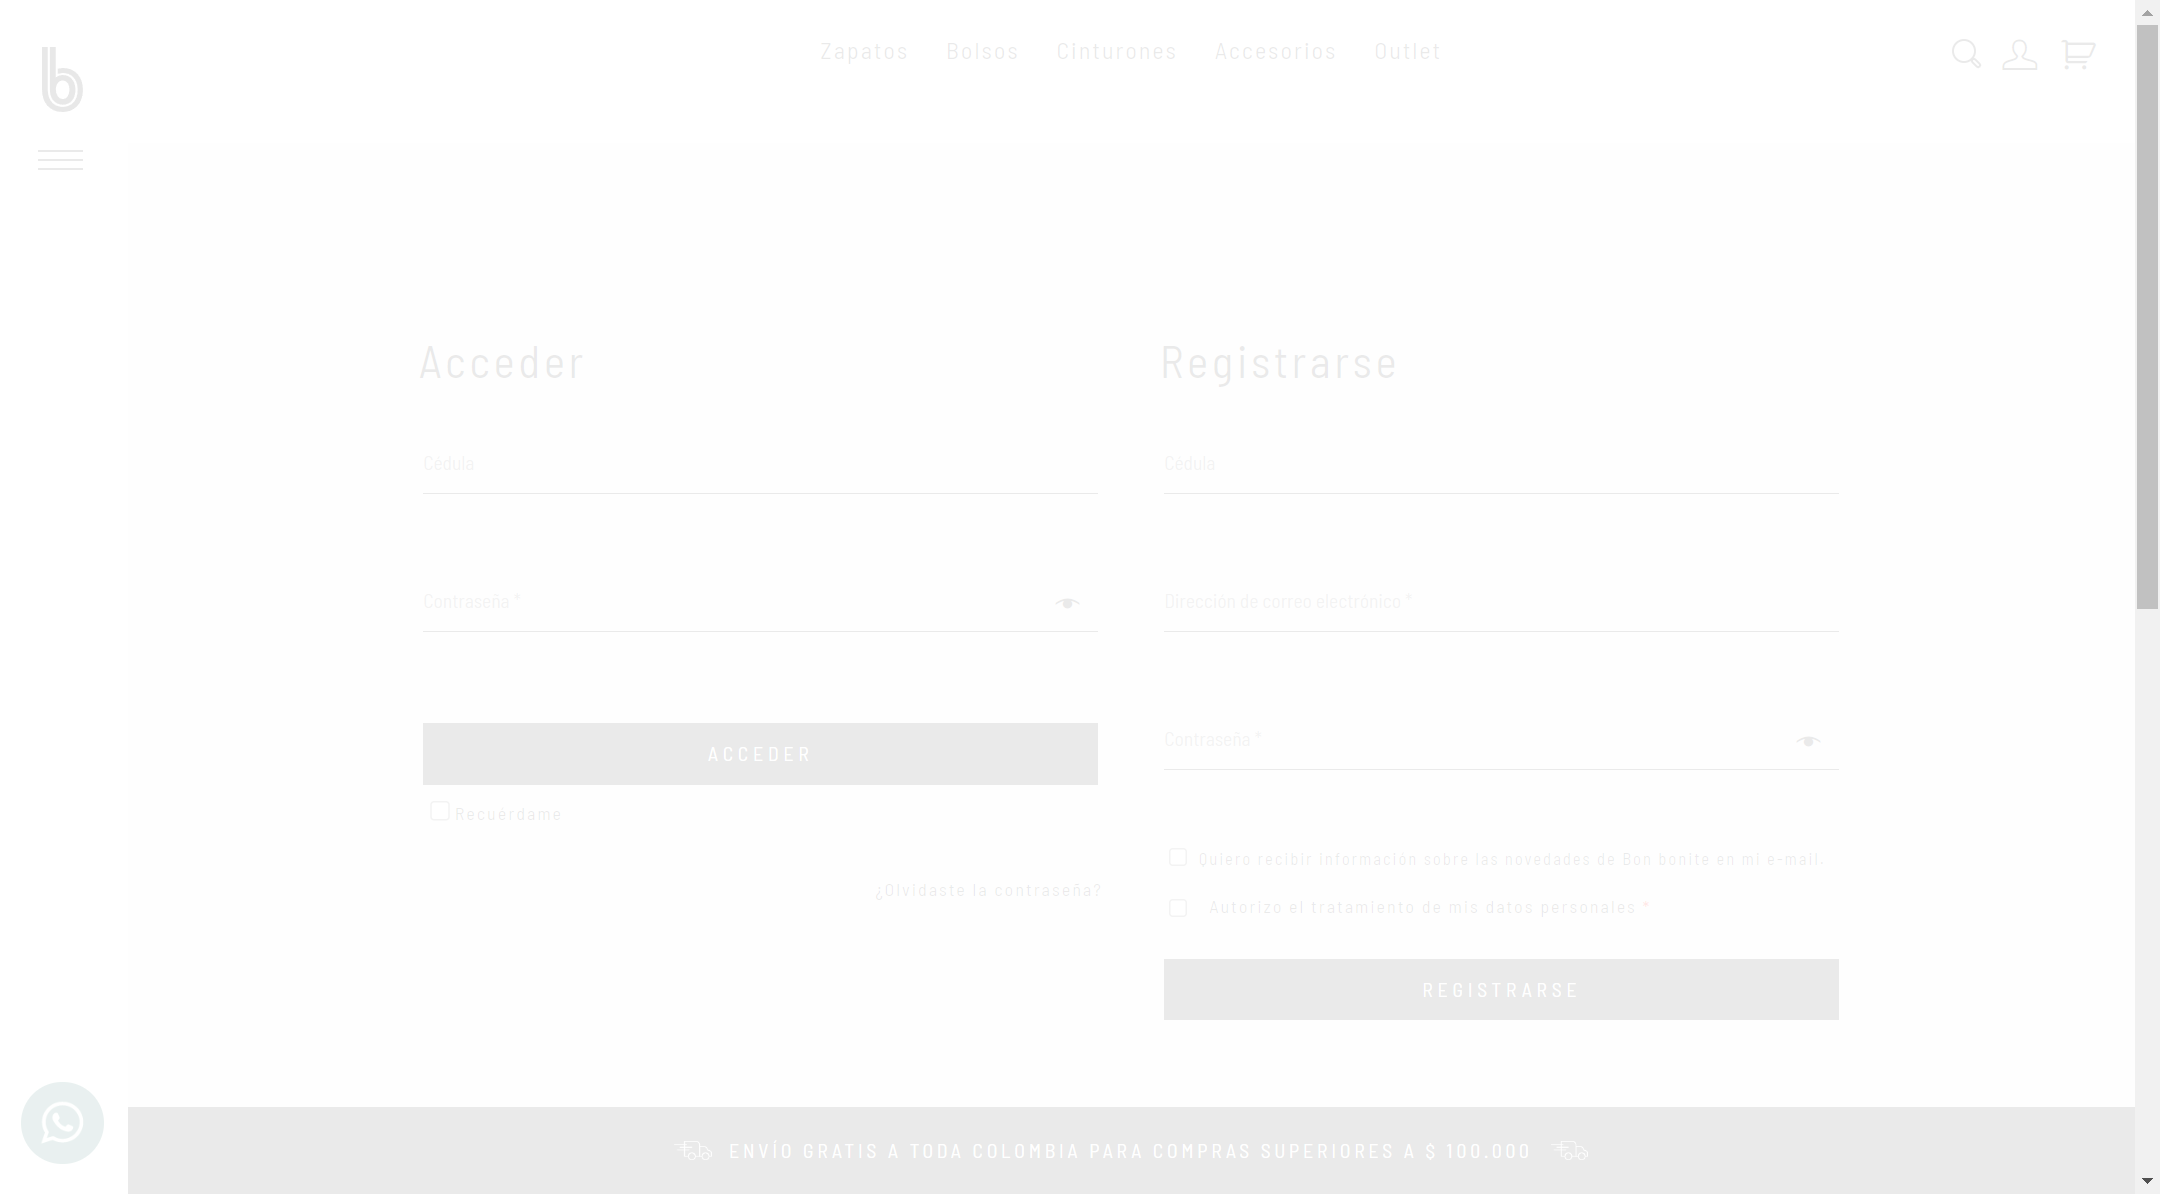 b
Zapatos Bolsos Cinturones Accesorios Outlet
Acceder
Cédula
Contraseña *
ACCEDER
Recuérdame
¿Olvidaste la contraseña?
Registrarse
Cédula
Dirección de correo electrónico *
Contraseña *
Quiero recibir información sobre las novedades de Bon bonite en mi e-mail.
Autorizo el tratamiento de mis datos personales *
REGISTRARSE
ENVÍO GRATIS A TODA COLOMBIA PARA COMPRAS SUPERIORES A $ 100.000